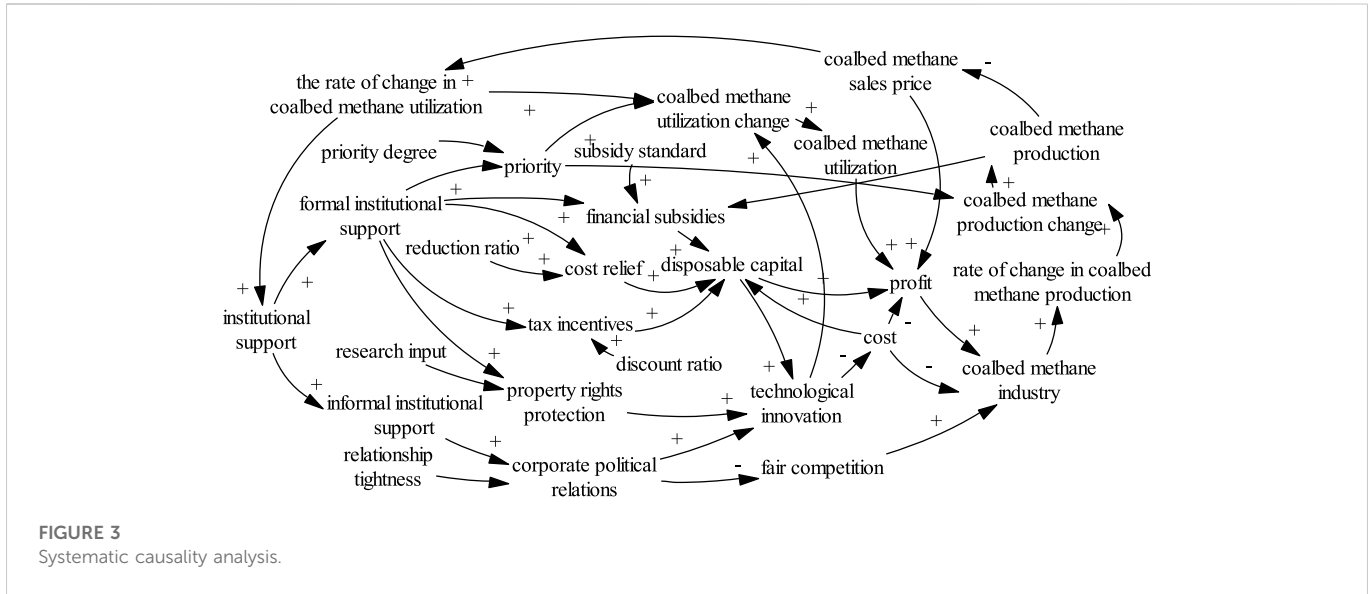 coalbed methane
sales price
-
the rate of change in +
coalbed methane utilization
+
coalbed methane
utilization change
+
coalbed methane
utilization
coalbed methane
production
priority degree
priority
+
subsidy standard
+
+
+
coalbed methane
production change
+
formal institutional
support
+
+
financial subsidies
reduction ratio
+
+
+
cost relief
+
+
disposable capital
+
+
+
+
profit
rate of change in coalbed
methane production
+
+
institutional
support
+
+
tax incentives
+
+
discount ratio
cost
-
+
coalbed methane
industry
research input
+
property rights
protection
+
+
technological
innovation
-
-
+
informal institutional
support
relationship
tightness
+
corporate political
relations
+
-
fair competition
+
FIGURE 3
Systematic causality analysis.